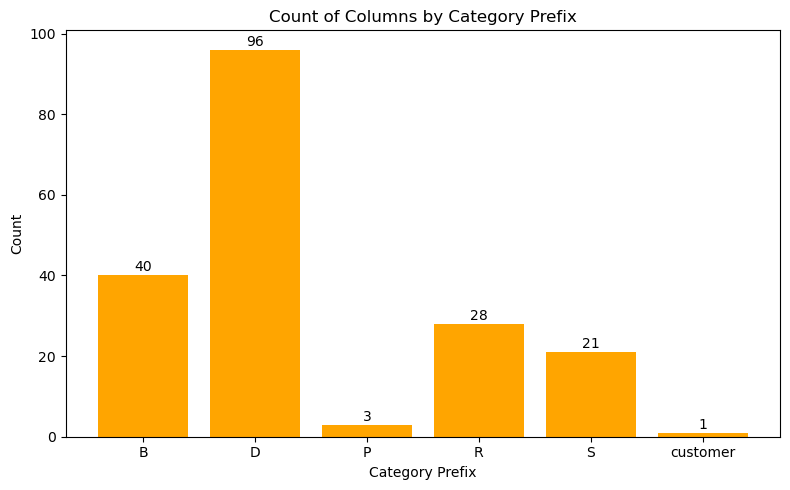 Count of Columns by Category Prefix
100
80
60
40
20
0
Count
40
96
3
28
21
1
B
D
P
R
S
customer
Category Prefix